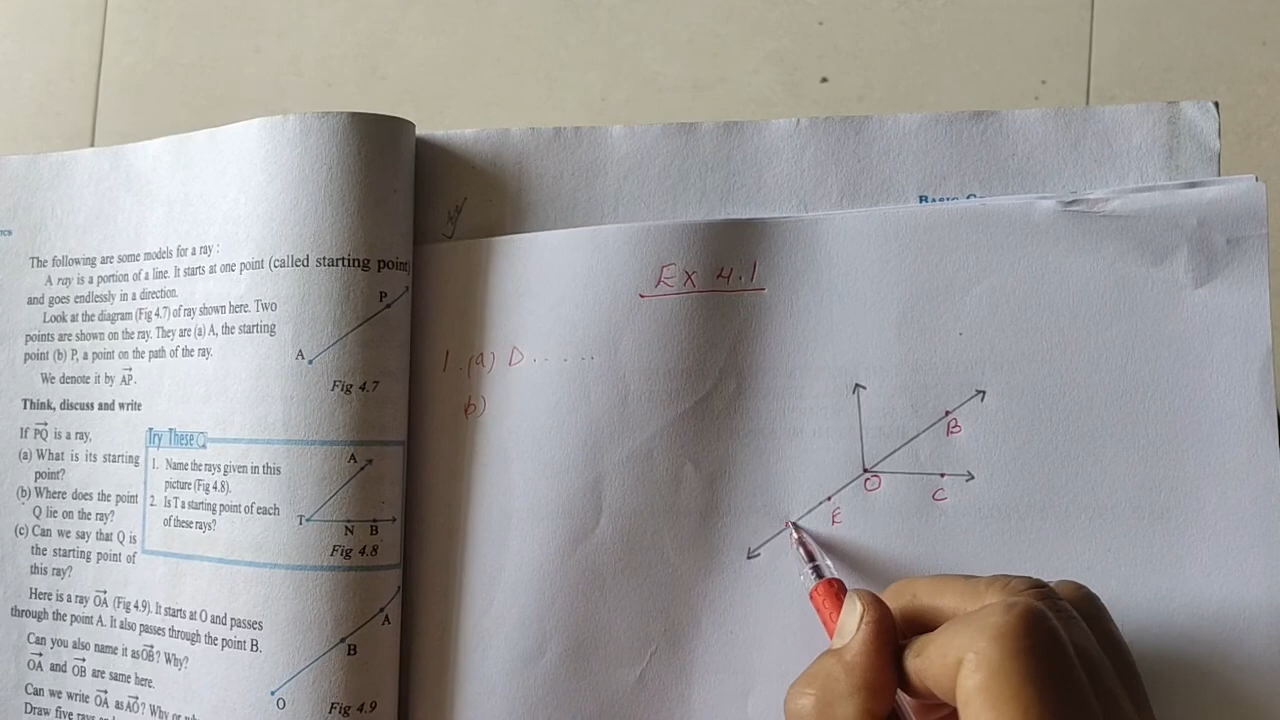 TCS
The following are some models for a ray :
A ray is a portion of a line. It starts at one point (called starting point)
and goes endlessly in a direction.
Look at the diagram (Fig 4.7) of ray shown here. Two
points are shown on the ray. They are (a) A, the starting
point (b) P, a point on the path of the ray.
We denote it by AP.
P
A
Fig 4.7
Think, discuss and write
If PQ is a ray,
(a) What is its starting
point?
(b) Where does the point
Q lie on the ray?
(c) Can we say that Q is
the starting point of
this ray?
Try These
1. Name the rays given in this
picture (Fig 4.8).
2. Is T a starting point of each
of these rays?
A
T
N B
Fig 4.8
Here is a ray OA (Fig 4.9). It starts at O and passes
through the point A. It also passes through the point B.
Can you also name it as OB? Why?
OA and OB are same here.
Can we write OA as AO? Why or
Draw five rays
A
B
O
Fig 4.9
BASIC
Ex 4.1
1. (a) D.....
b)
B
O
C
E